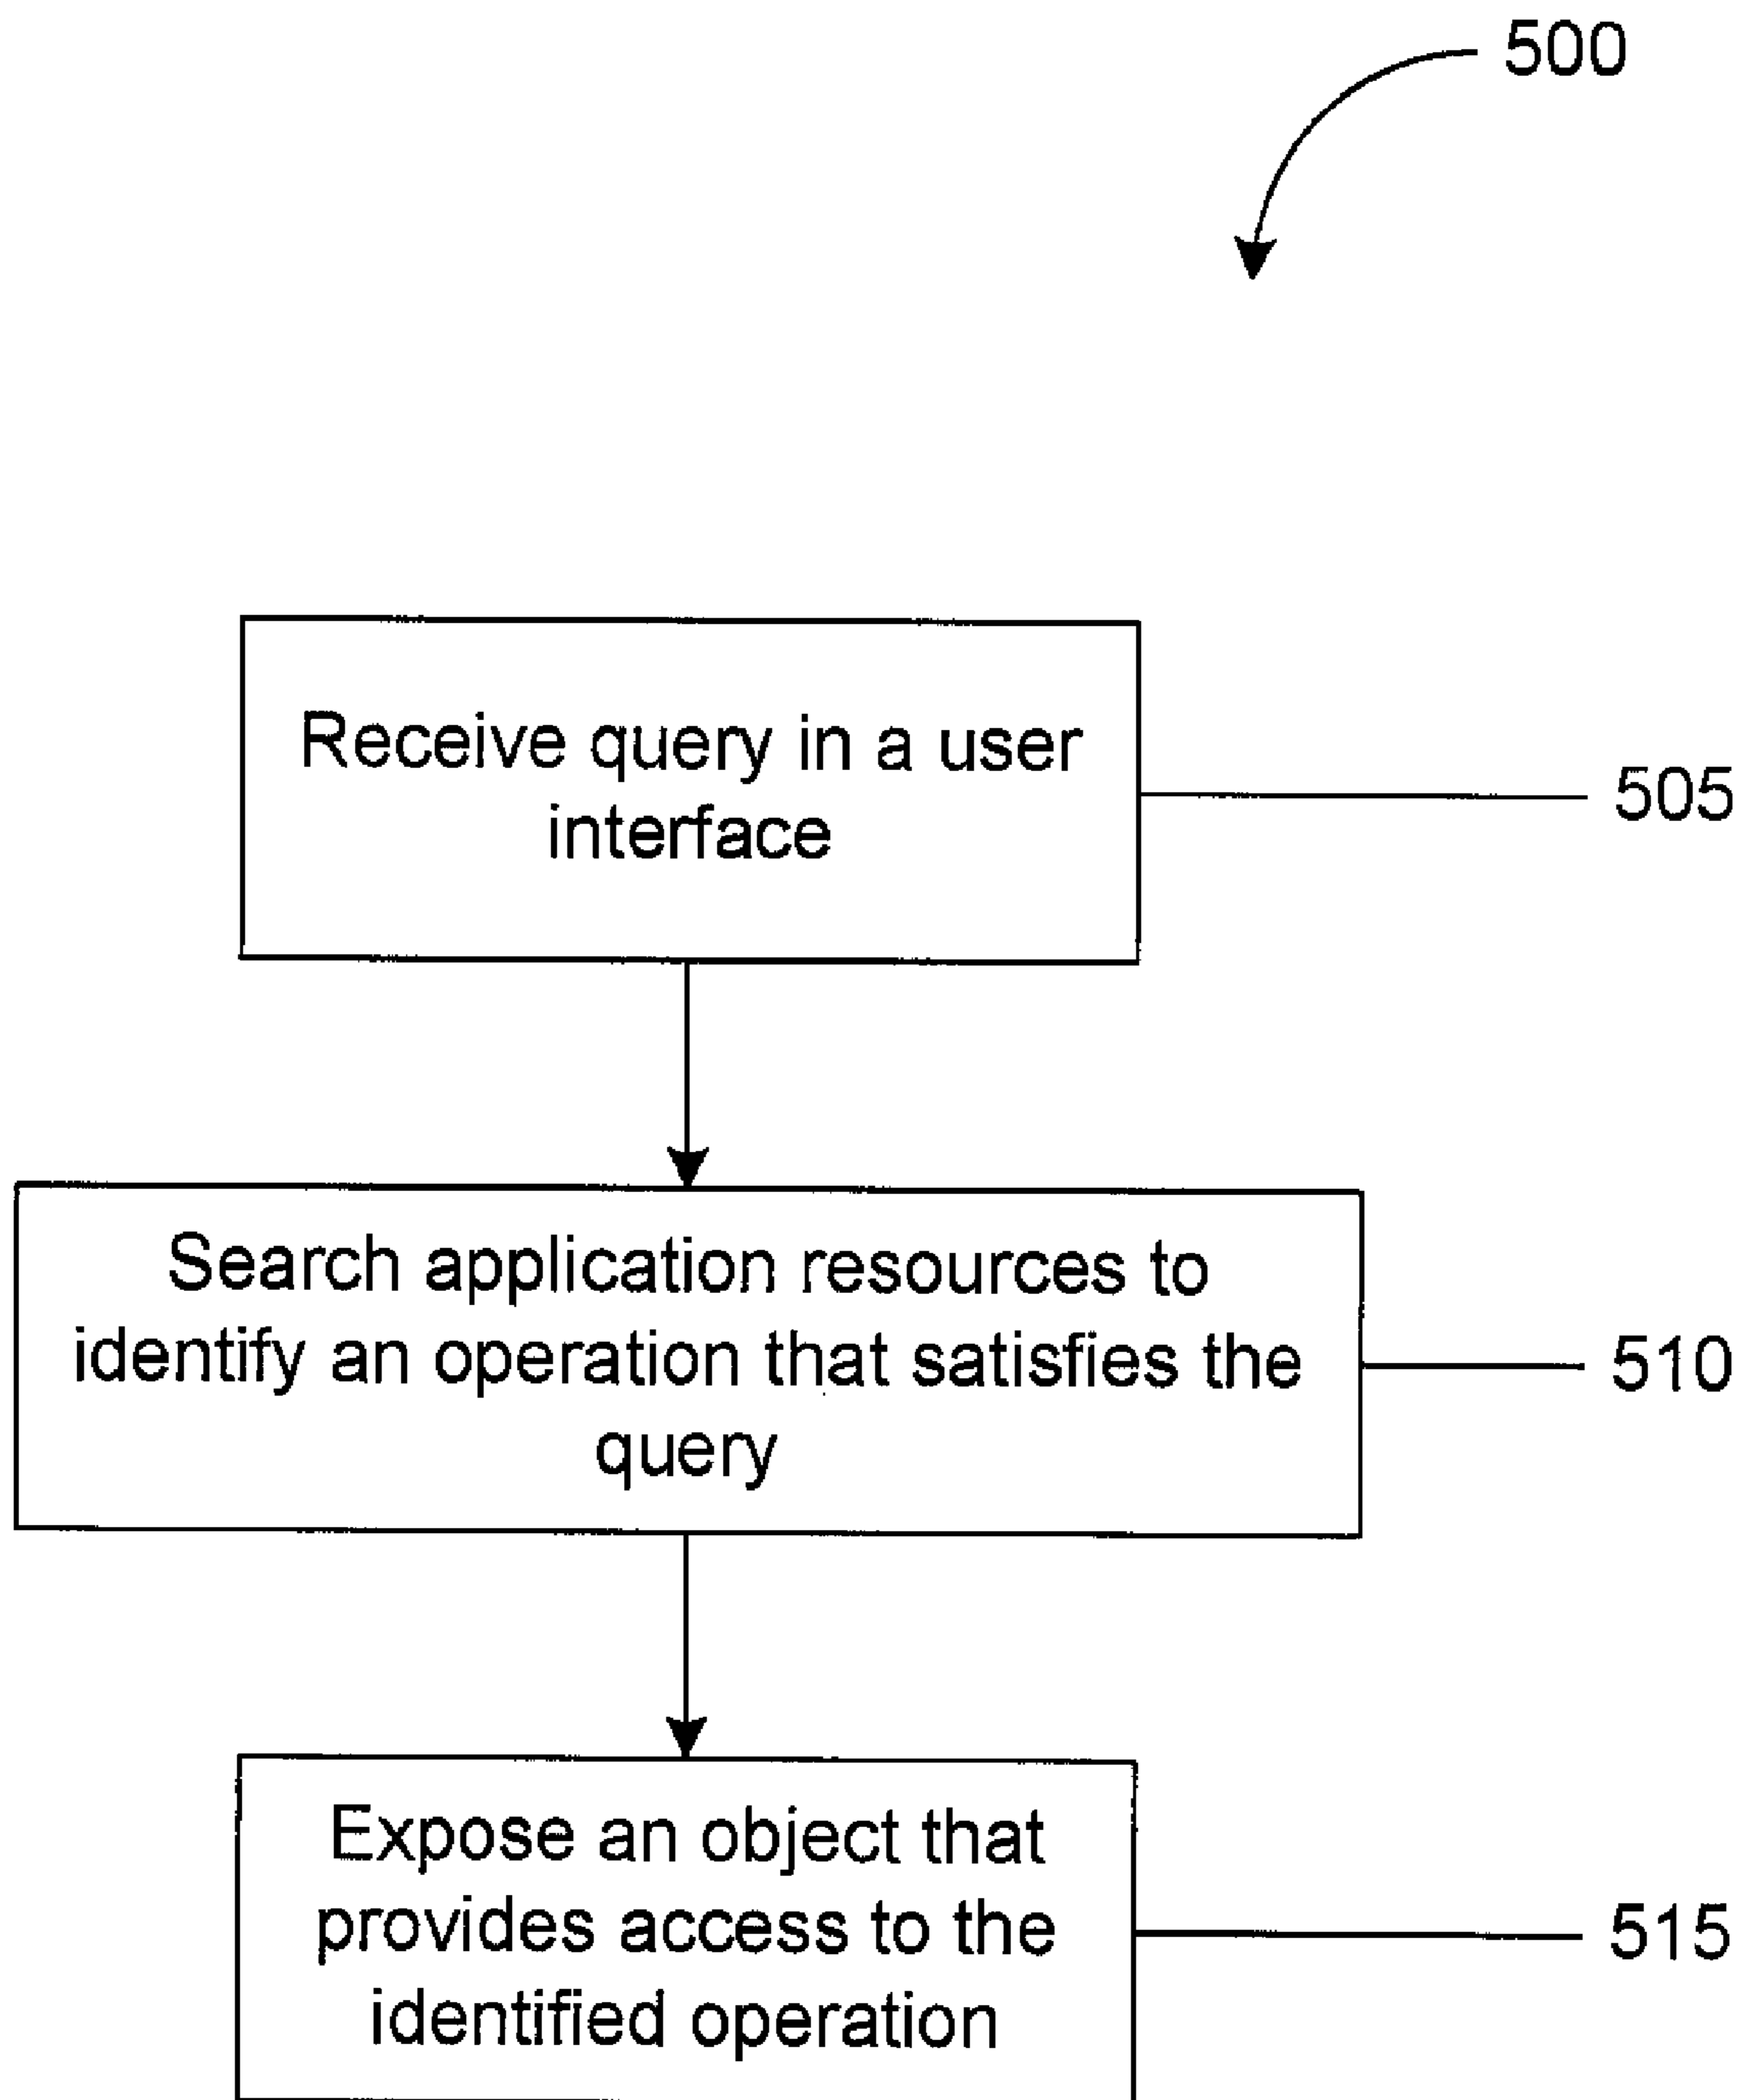 500
Receive query in a user
interface
505
Search application resources to
identify an operation that satisfies the
query
510
Expose an object that
provides access to the
identified operation
515